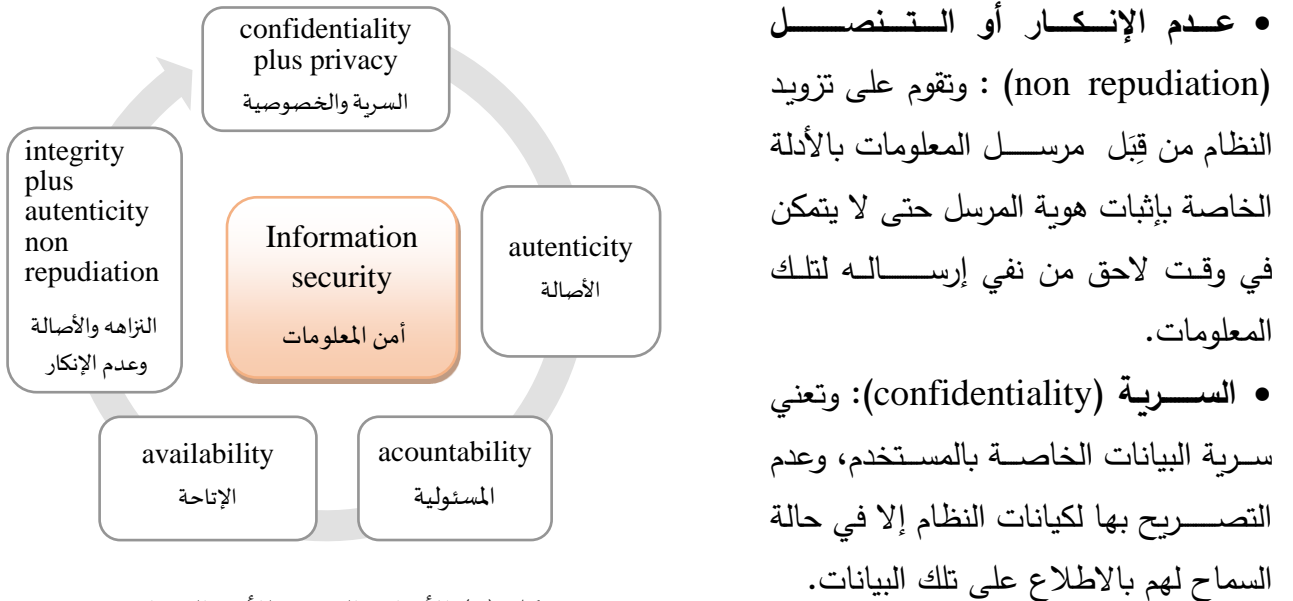 • عدم الإنكار أو التنصل
(non repudiation) : وتقوم على تزويد
النظام من قِبَل مرسل المعلومات بالأدلة
الخاصة بإثبات هوية المرسل حتى لا يتمكن
في وقت لاحق من نفي إرساله لتلك
المعلومات.
• السرية (confidentiality): وتعني
سرية البيانات الخاصة بالمستخدم، وعدم
التصريح بها لكيانات النظام إلا في حالة
السماح لهم بالاطلاع على تلك البيانات.
confidentiality
plus privacy
السرية والخصوصية
autenticity
الأصالة
acountability
المسئولية
availability
الإتاحة
integrity
plus
autenticity
non
repudiation
النزاهه والأصالة
وعدم الإنكار
Information
security
أمن المعلومات